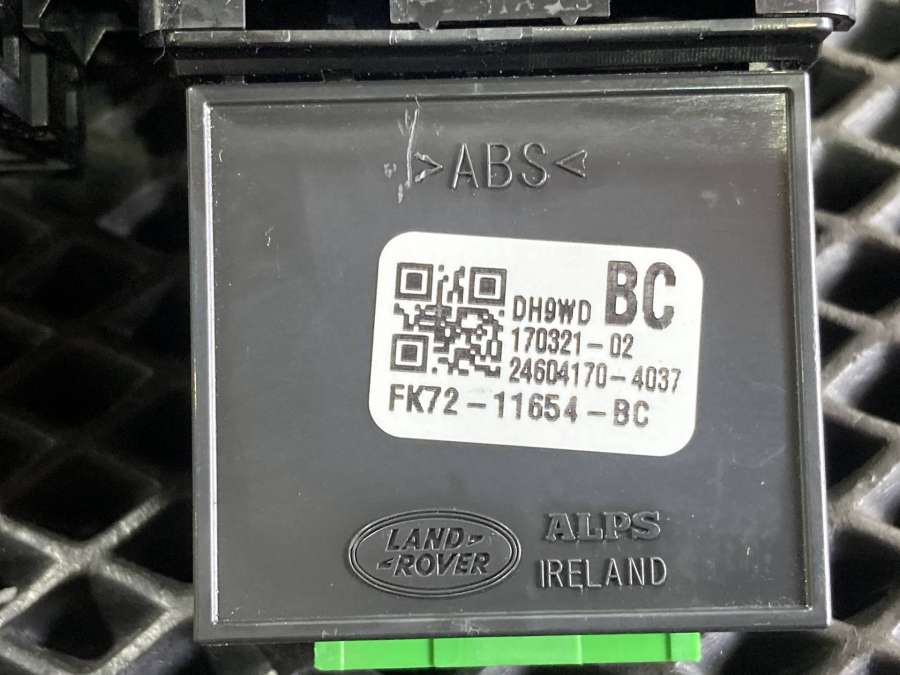 >ABS<
DH9WD BC
170321-02
24604170-4037
FK72-11654-BC
LAND-
-ROVER
ALPS
IRELAND